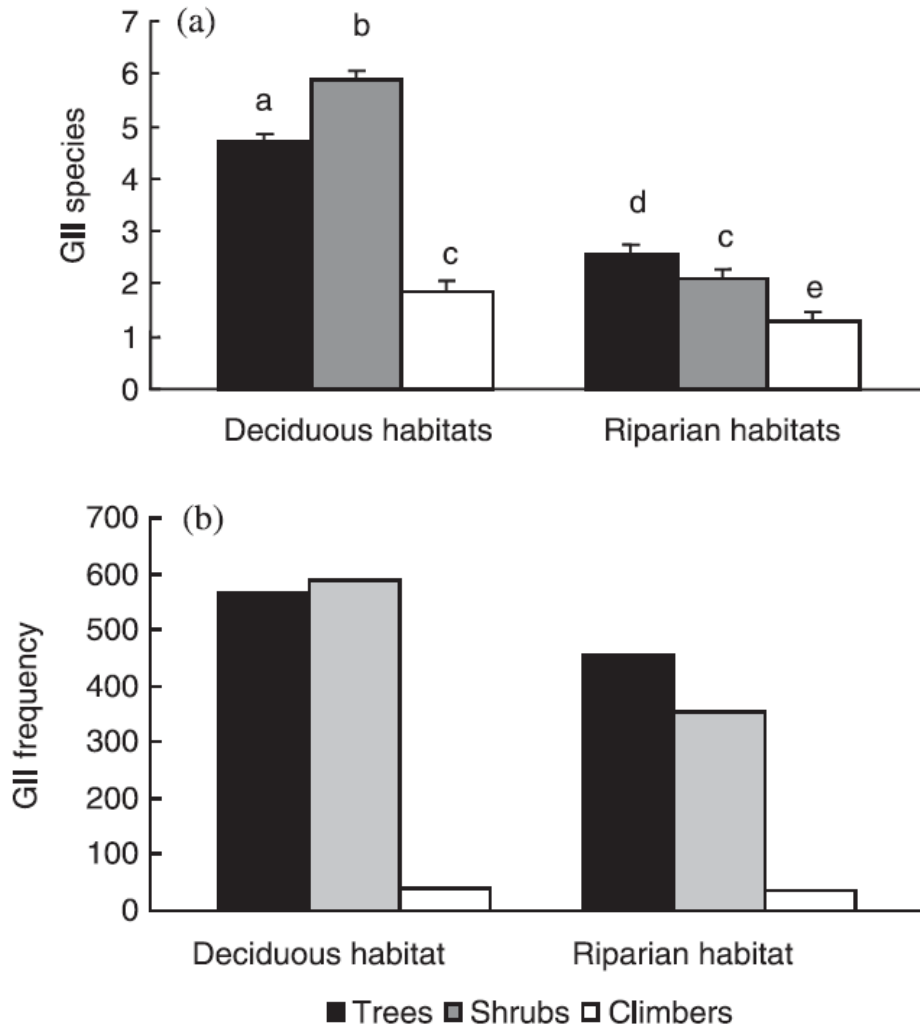 (a)
7
6
5
4
3
2
1
0
GII species
a
b
c
d
c
e
Deciduous habitats Riparian habitats
(b)
700
600
500
400
300
200
100
0
GII frequency
Deciduous habitat Riparian habitat
Trees Shrubs Climbers